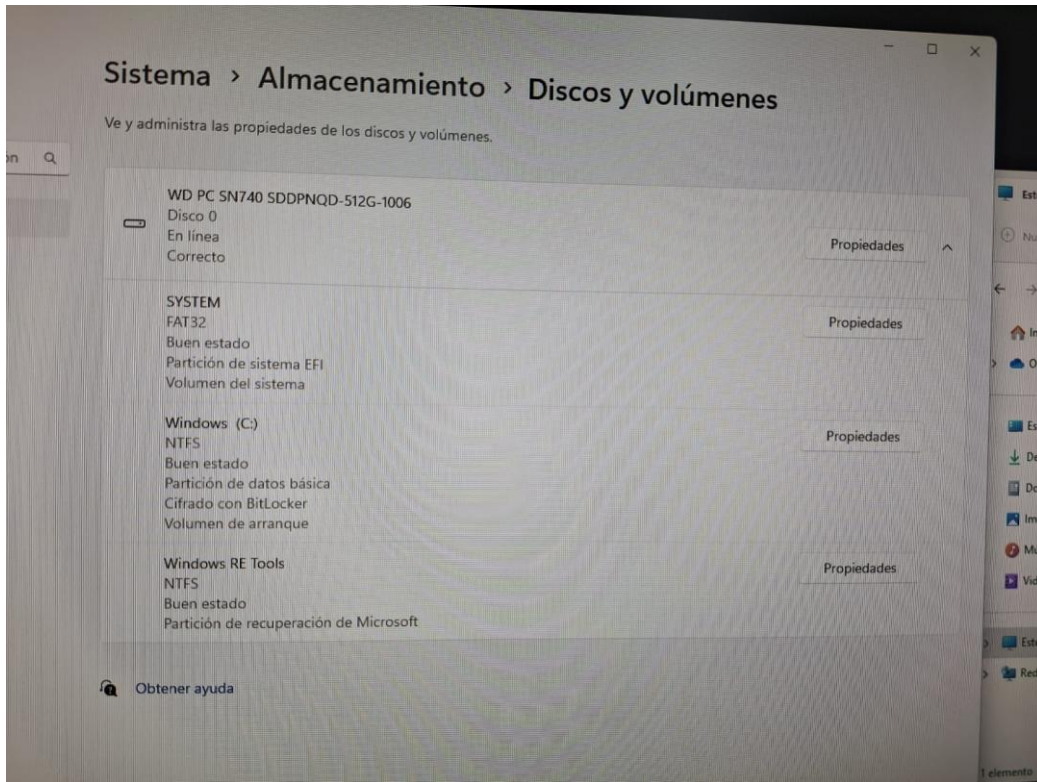 Sistema > Almacenamiento > Discos y volúmenes
Ve y administra las propiedades de los discos y volúmenes.
WD PC SN740 SDDPNQD-512G-1006
Disco 0
En línea
Correcto
Propiedades
SYSTEM
FAT32
Buen estado
Partición de sistema EFI
Volumen del sistema
Propiedades
Windows (C:)
NTFS
Buen estado
Partición de datos básica
Cifrado con BitLocker
Volumen de arranque
Propiedades
Windows RE Tools
NTFS
Buen estado
Partición de recuperación de Microsoft
Propiedades
Obtener ayuda
1 elemento